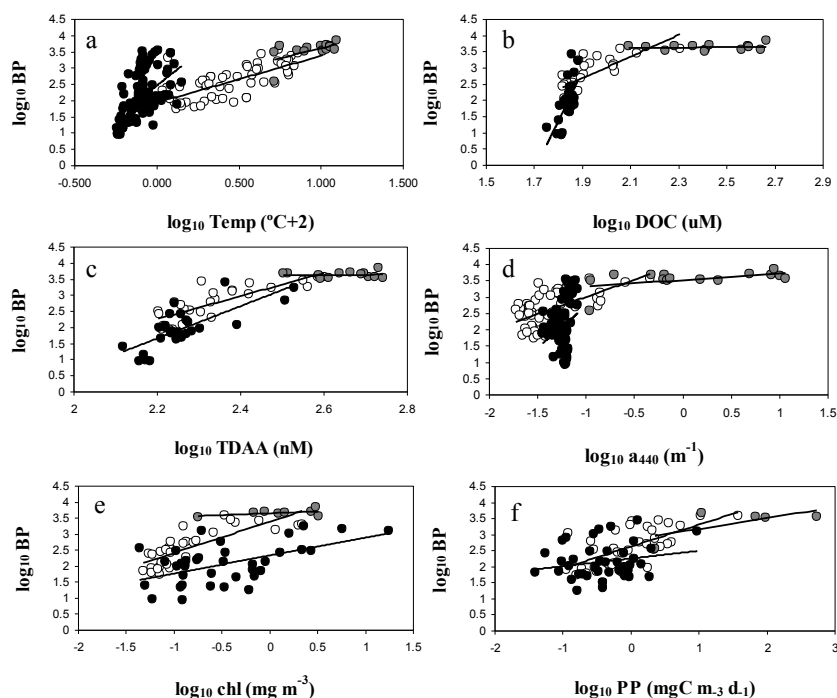 a
b
4.5 4.5
4 4
3.5 3.5
3 3
2.5 2.5
2 2
1.5 1.5
1 1
0.5 0.5
0 0
log10 BP log10 BP
-0.500 0.000 0.500 1.000 1.500 1.5 1.7 1.9 2.1 2.3 2.5 2.7 2.9
log10 Temp (ºC+2) log10 DOC (uM)
c
d
4.5 4.5
4 4
3.5 3.5
3 3
2.5 2.5
2 2
1.5 1.5
1 1
0.5 0.5
0 0
log10 BP log10 BP
2 2.2 2.4 2.6 2.8 -2 -1.5 -1 -0.5 0 0.5 1 1.5
log10 TDAA (nM) log10 a440 (m-1)
e
f
4.5 4.5
4 4
3.5 3.5
3 3
2.5 2.5
2 2
1.5 1.5
1 1
0.5 0.5
0 0
log10 BP log10 BP
-2 -1.5 -1 -0.5 0 0.5 1 1.5 -2 -1 0 1 2 3
log10 chl (mg m-3) log10 PP (mgC m-3 d-1)